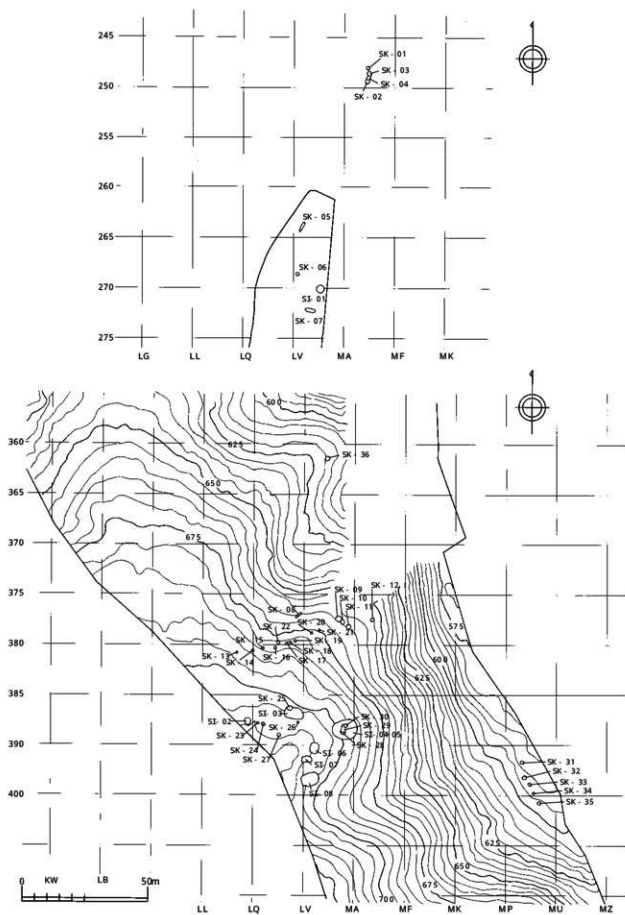 245
SK - 01
SK - 03
SK - 04
250
SK - 02
255
260
SK - 05
265
SK - 06
270
SI - 01
SK - 07
275
LG LL LQ LV MA MF MK
600
360
625
SK - 36
365
650
370
675
SK - 09
SK - 12
375
SK - 10
575
SK - 08
SK - 11
SK - 20
SK - 22
SK - 21
600
SK - 15
SK - 19
380
SK - 18
SK - 13
SK - 16
SK - 17
SK - 14
625
385
SK - 25
SI - 03
SK - 30
SI - 02
SK - 29
SK - 26
SI - 04 - 05
SK - 23
SK - 28
390
SK - 24
SI - 06
SK - 27
SI - 07
SK - 31
SK - 32
SK - 33
400
SI - 08
SK - 34
SK - 35
625
650
KW LB
675
0 50m
700
LL LQ LV MA MF MK MP MU MZ